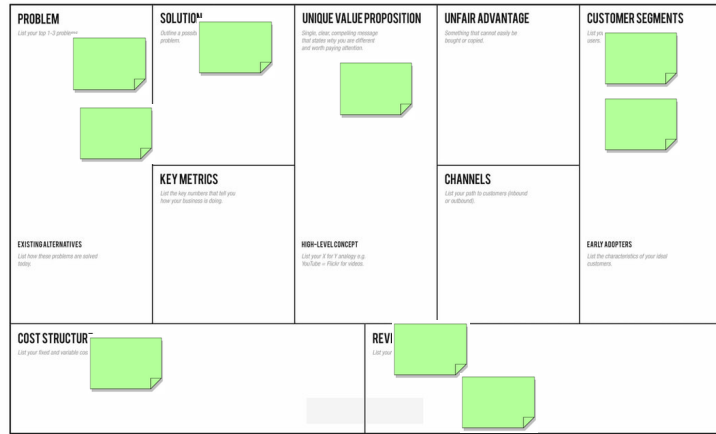 PROBLEM
List your top 1-3 problems
SOLUTION
Outline a
problem.
UNIQUE VALUE PROPOSITION
Single, clear, compelling message
that states why you are different
and worth paying attention.
UNFAIR ADVANTAGE
Something that cannot easily be
bought or copied.
CUSTOMER SEGMENTS
List
users.
KEY METRICS
List the key numbers that tell you
how your business is doing.
CHANNELS
List your path to customers (inbound
or outbound).
EXISTING ALTERNATIVES
List how those problems are solved
today.
HIGH-LEVEL CONCEPT
List your X for Y analogy e.g.
YouTube = Flickr for videos.
EARLY ADOPTERS
List the characteristics of your ideal
customers.
COST STRUCTUR
List your fixed and variable
REV
List your